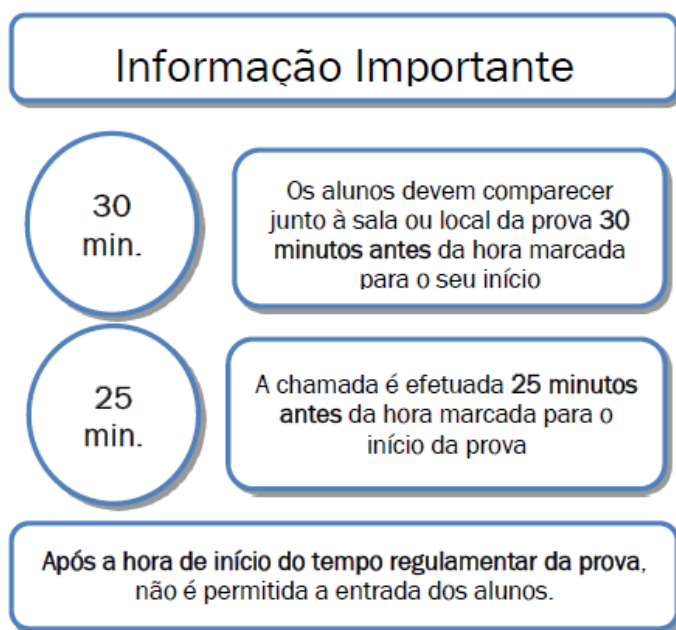 Informação Importante
30
min.
Os alunos devem comparecer
junto à sala ou local da prova 30
minutos antes da hora marcada
para o seu início
25
min.
A chamada é efetuada 25 minutos
antes da hora marcada para o
início da prova
Após a hora de início do tempo regulamentar da prova,
não é permitida a entrada dos alunos.